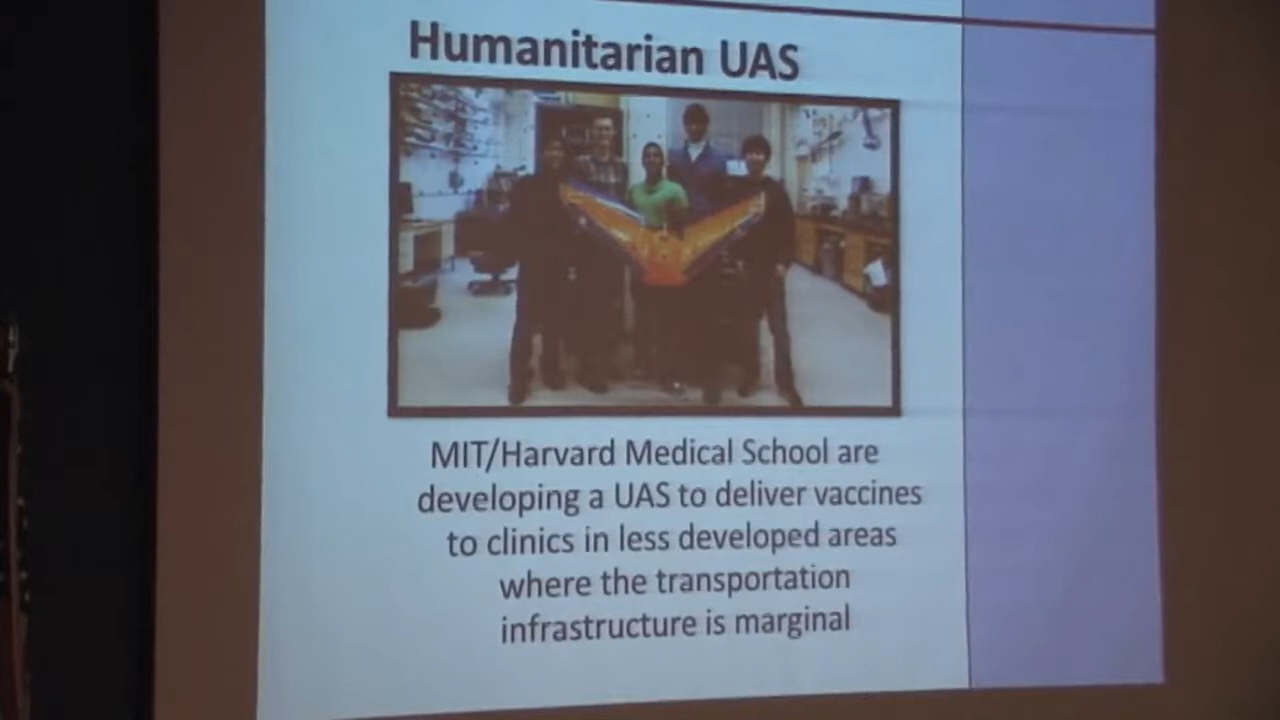 Humanitarian UAS
MIT/Harvard Medical School are
developing a UAS to deliver vaccines
to clinics in less developed areas
where the transportation
infrastructure is marginal